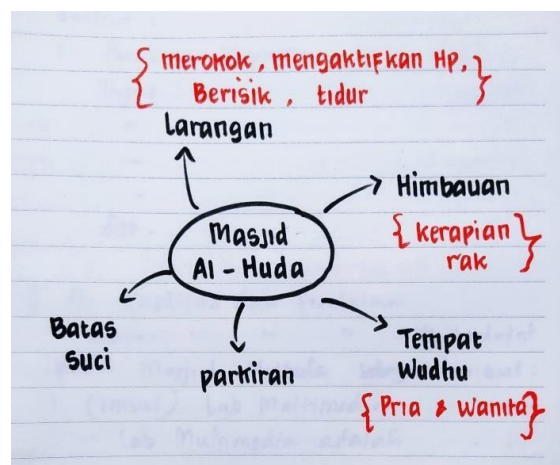 { merokok, mengaktifkan Hp, }
Berisik, tidur
Larangan
Himbauan
{ kerapian
rak }
Masjid
Al - Huda
Batas
Suci
parkiran
Tempat
Wudhu
{ Pria & Wanita }